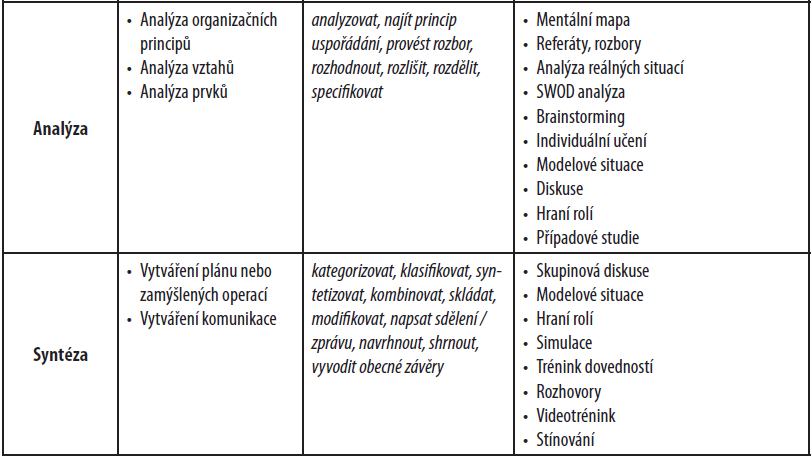 Analýza
• Analýza organizačních
principů
• Analýza vztahů
• Analýza prvků
analyzovat, najít princip
uspořádání, provést rozbor,
rozhodnout, rozlišit, rozdělit,
specifikovat
• Mentální mapa
• Referáty, rozbory
• Analýza reálných situací
• SWOD analýza
• Brainstorming
• Individuální učení
• Modelové situace
• Diskuse
• Hraní rolí
• Případové studie
Syntéza
• Vytváření plánu nebo
zamýšlených operací
• Vytváření komunikace
kategorizovat, klasifikovat, syn-
tetizovat, kombinovat, skládat,
modifikovat, napsat sdělení /
zprávu, navrhnout, shrnout,
vyvodit obecné závěry
• Skupinová diskuse
• Modelové situace
• Hraní rolí
• Simulace
• Trénink dovedností
• Rozhovory
• Videotrénink
• Stínování